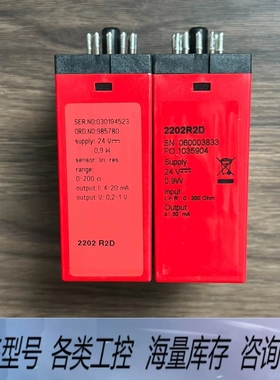 SER.NO:030194523
ORD.NO:985780
supply: 24 V
0,9 W
sensor: lin. res.
range:
0-200 Ω
output I: 4-20 mA
output V: 0,2-1 V
2202 R2D
2202R2D
SN: 060003833
PO:1035904
Supply
24 V
0.9W
Input
Lin R : 0 - 200 Ohm
Output
4- 20 mA
型号 各类工控 海量库存 咨询